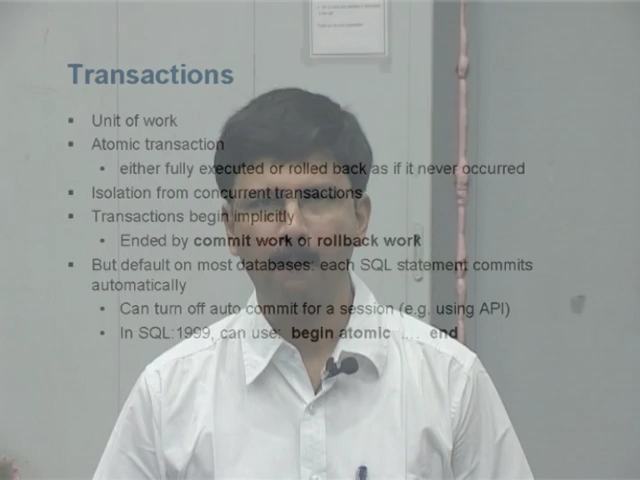 Transactions
▪ Unit of work
▪ Atomic transaction
• either fully executed or rolled back as if it never occurred
▪ Isolation from concurrent transactions
▪ Transactions begin implicitly
• Ended by commit work or rollback work
▪ But default on most databases: each SQL statement commits
automatically
• Can turn off auto commit for a session (e.g. using API)
• In SQL:1999, can use: begin atomic …. end